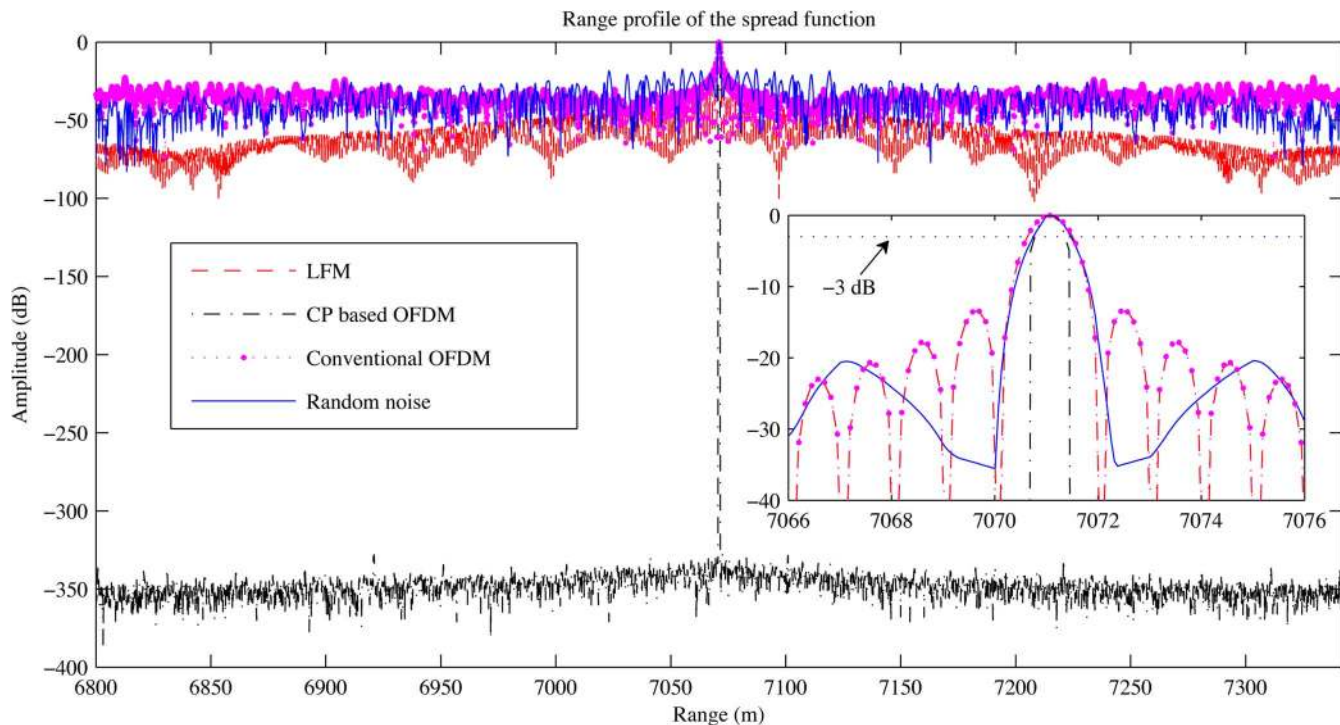 Range profile of the spread function
0
−50
−100
−150
−200
−250
−300
−350
−400
Amplitude (dB)
LFM
CP based OFDM
Conventional OFDM
Random noise
0
−10
−20
−30
−40
−3 dB
7066 7068 7070 7072 7074 7076
6800 6850 6900 6950 7000 7050 7100 7150 7200 7250 7300
Range (m)